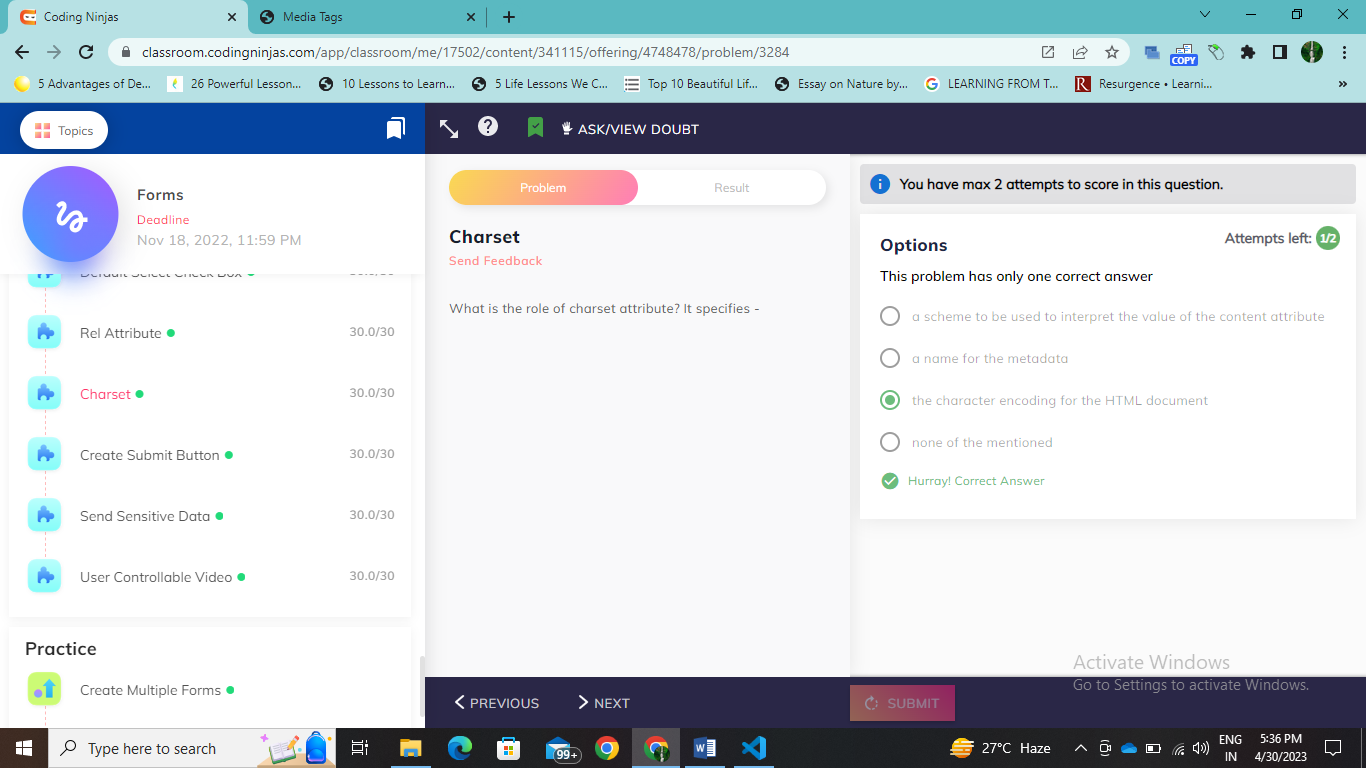 Coding Ninjas
Media Tags
classroom.codingninjas.com/app/classroom/me/17502/content/341115/offering/4748478/problem/3284
COPY
5 Advantages of De...
26 Powerful Lesson...
10 Lessons to Learn...
5 Life Lessons We C...
Top 10 Beautiful Lif...
Essay on Nature by...
LEARNING FROM T...
Resurgence • Learni...
Topics
ASK/VIEW DOUBT
Forms
Deadline
Nov 18, 2022, 11:59 PM
Default Select Check Box
30.0/30
Rel Attribute
30.0/30
Charset
30.0/30
Create Submit Button
30.0/30
Send Sensitive Data
30.0/30
User Controllable Video
30.0/30
Practice
Create Multiple Forms
Problem
Result
Charset
Send Feedback
What is the role of charset attribute? It specifies -
You have max 2 attempts to score in this question.
Options
Attempts left: 1/2
This problem has only one correct answer
a scheme to be used to interpret the value of the content attribute
a name for the metadata
the character encoding for the HTML document
none of the mentioned
Hurray! Correct Answer
Activate Windows
Go to Settings to activate Windows.
PREVIOUS
NEXT
SUBMIT
Type here to search
99+
27°C Haze
ENG
IN
5:36 PM
4/30/2023